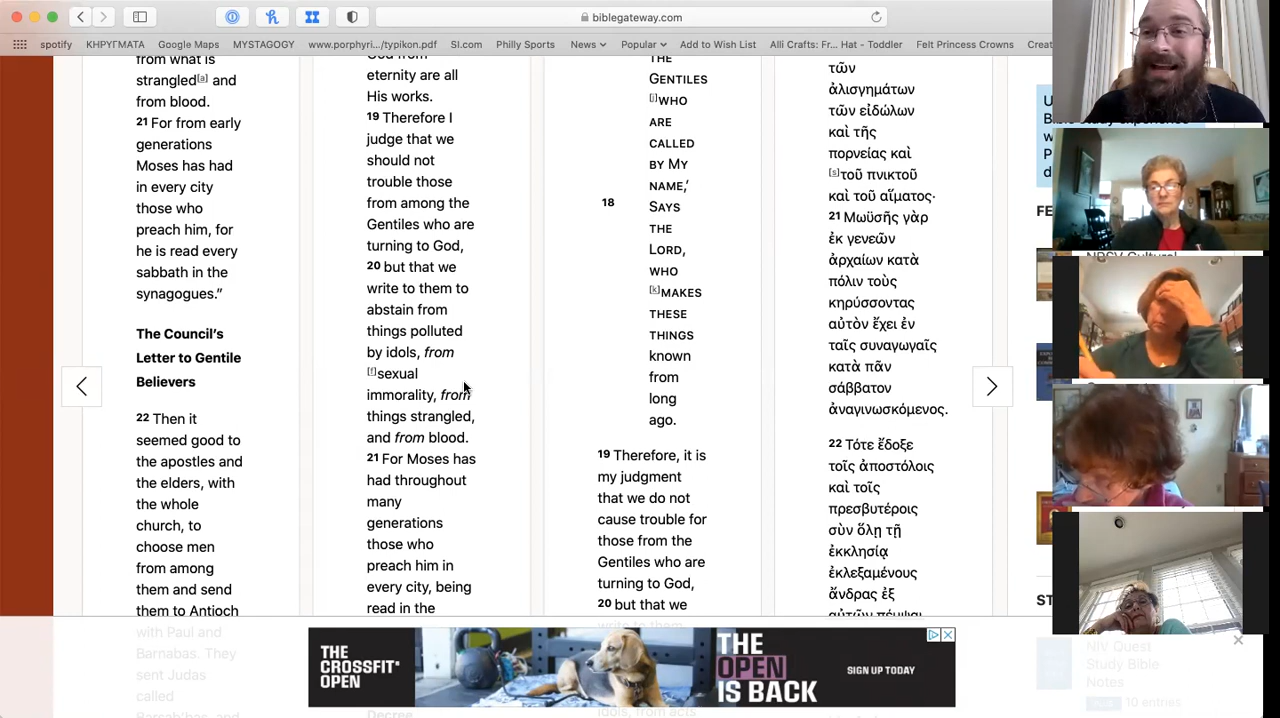 biblegateway.com
spotify
ΚΗΡΥΓΜΑΤΑ
Google Maps
MYSTAGOGY
www.porphyri.../typikon.pdf
SI.com
Philly Sports
News
Popular
Add to Wish List
Alli Crafts: Fr... Hat - Toddler
Felt Princess Crowns
from what is
strangled[a] and
from blood.
21 For from early
generations
Moses has had
in every city
those who
preach him, for
he is read every
sabbath in the
synagogues.”
The Council’s
Letter to Gentile
Believers
22 Then it
seemed good to
the apostles and
the elders, with
the whole
church, to
choose men
from among
them and send
them to Antioch
with Paul and
Barnabas. They
sent Judas
called
eternity are all
His works.
19 Therefore I
judge that we
should not
trouble those
from among the
Gentiles who are
turning to God,
20 but that we
write to them to
abstain from
things polluted
by idols, from
[f]sexual
immorality, from
things strangled,
and from blood.
21 For Moses has
had throughout
many
generations
those who
preach him in
every city, being
read in the
Decree
THE
GENTILES
[j]WHO
ARE
CALLED
BY MY
NAME,’
18 SAYS
THE
LORD,
WHO
[k]MAKES
THESE
THINGS
known
from
long
ago.
19 Therefore, it is
my judgment
that we do not
cause trouble for
those from the
Gentiles who are
turning to God,
20 but that we
write to them
τῶν
ἀλισγημάτων
τῶν εἰδώλων
καὶ τῆς
πορνείας καὶ
[s]τοῦ πνικτοῦ
καὶ τοῦ αἵματος·
21 Μωϋσῆς γὰρ
ἐκ γενεῶν
ἀρχαίων κατὰ
πόλιν τοὺς
κηρύσσοντας
αὐτὸν ἔχει ἐν
ταῖς συναγωγαῖς
κατὰ πᾶν
σάββατον
ἀναγινωσκόμενος.
22 Τότε ἔδοξε
τοῖς ἀποστόλοις
καὶ τοῖς
πρεσβυτέροις
σὺν ὅλῃ τῇ
ἐκκλησίᾳ
ἐκλεξαμένους
ἄνδρας ἐξ
αὐτῶν πέμψαι
THE
CROSSFIT
OPEN
THE
OPEN
IS BACK
SIGN UP TODAY
NIV Quest
Study Bible
Notes
10 entries